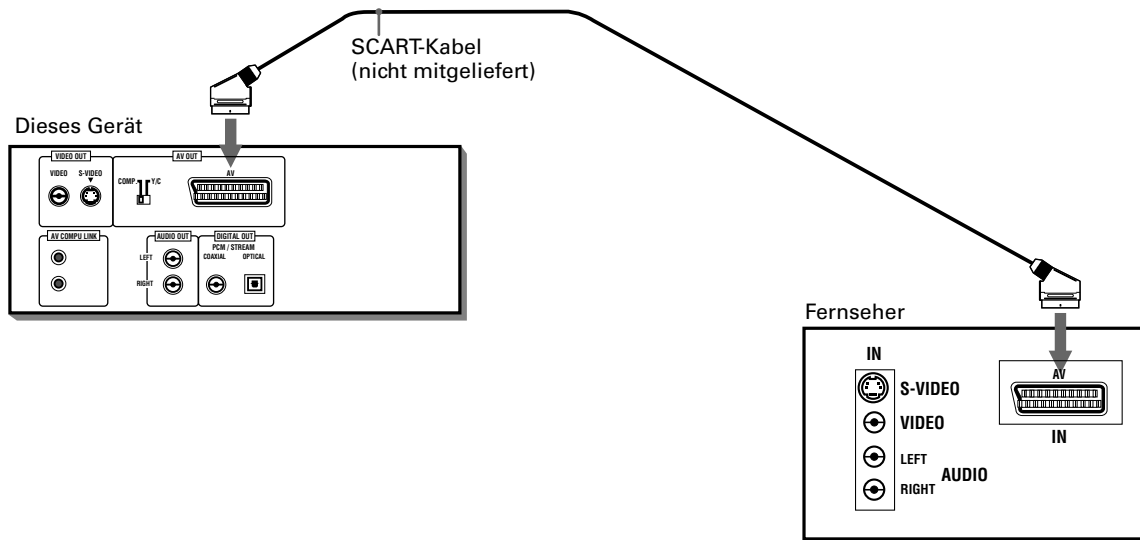 SCART-Kabel
(nicht mitgeliefert)
Dieses Gerät
VIDEO OUT
AV OUT
VIDEO
S-VIDEO
COMP.
Y/C
AV
AV COMPU LINK
AUDIO OUT
DIGITAL OUT
PCM / STREAM
LEFT
COAXIAL
OPTICAL
RIGHT
Fernseher
IN
AV
S-VIDEO
VIDEO
IN
LEFT
AUDIO
RIGHT